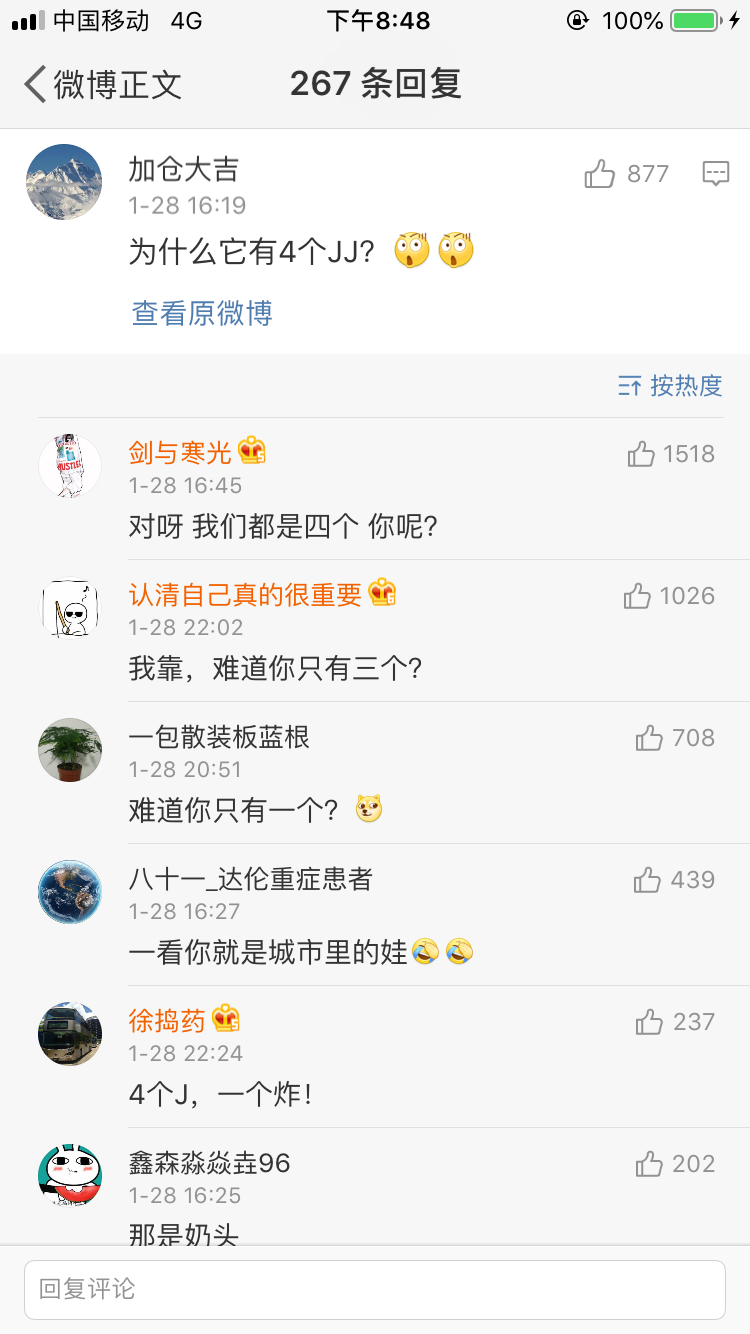 中国移动 4G 下午8:48 100%
微博正文 267 条回复
加仓大吉 877
1-28 16:19
为什么它有4个JJ?
查看原微博
按热度
剑与寒光 1518
1-28 16:45
对呀 我们都是四个 你呢?
认清自己真的很重要 1026
1-28 22:02
我靠，难道你只有三个?
一包散装板蓝根 708
1-28 20:51
难道你只有一个?
八十一_达伦重症患者 439
1-28 16:27
一看你就是城市里的娃
徐捣药 237
1-28 22:24
4个J，一个炸!
鑫森淼焱垚96 202
1-28 16:25
那是奶头
回复评论